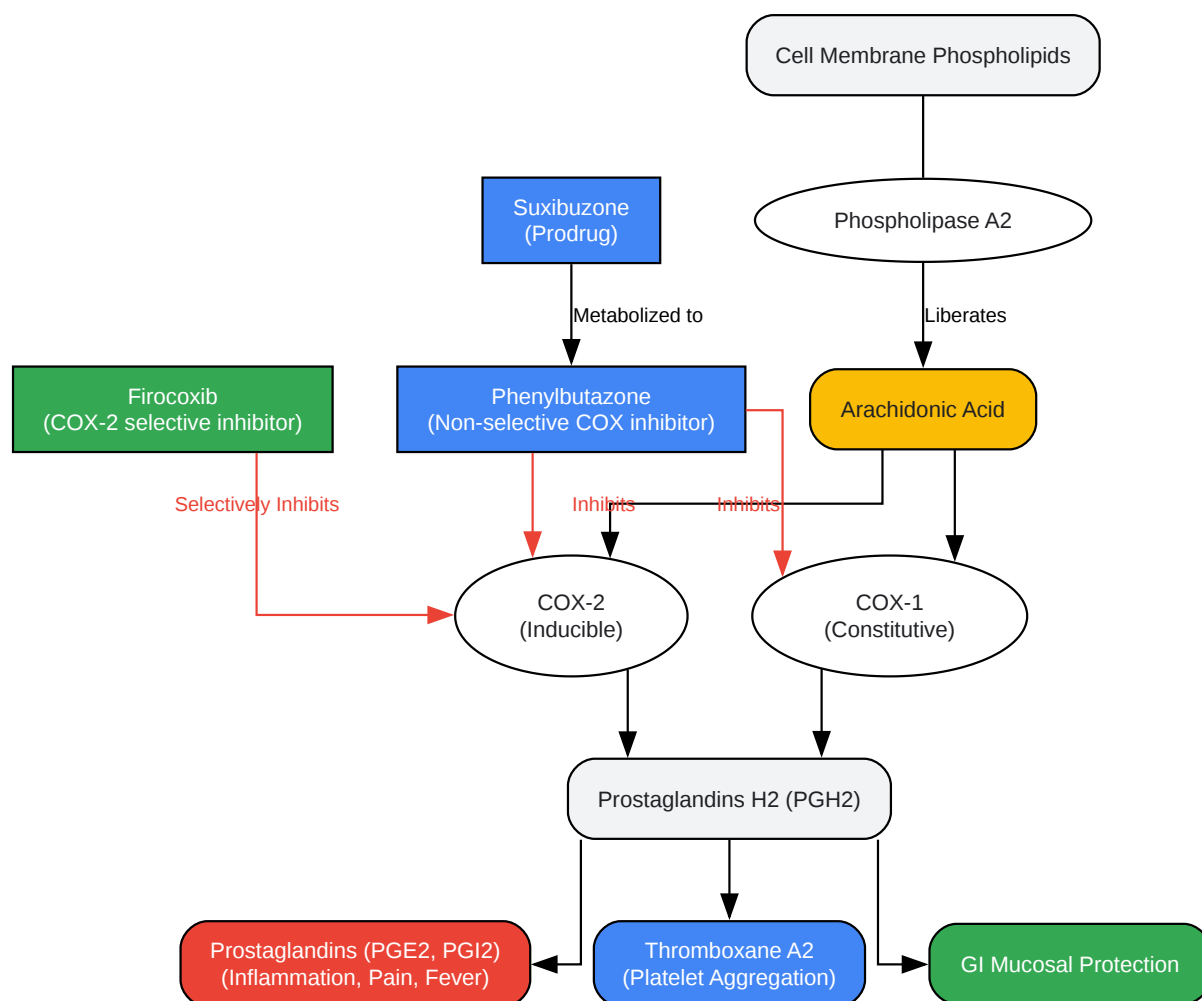 Cell Membrane Phospholipids
Suxibuzone
(Prodrug)
Phospholipase A2
Metabolized to
Liberates
Firocoxib
(COX-2 selective inhibitor)
Phenylbutazone
(Non-selective COX inhibitor)
Arachidonic Acid
Selectively Inhibits
Inhibits
Inhibits
COX-2
(Inducible)
COX-1
(Constitutive)
Prostaglandins H2 (PGH2)
Prostaglandins (PGE2, PGI2)
(Inflammation, Pain, Fever)
Thromboxane A2
(Platelet Aggregation)
GI Mucosal Protection